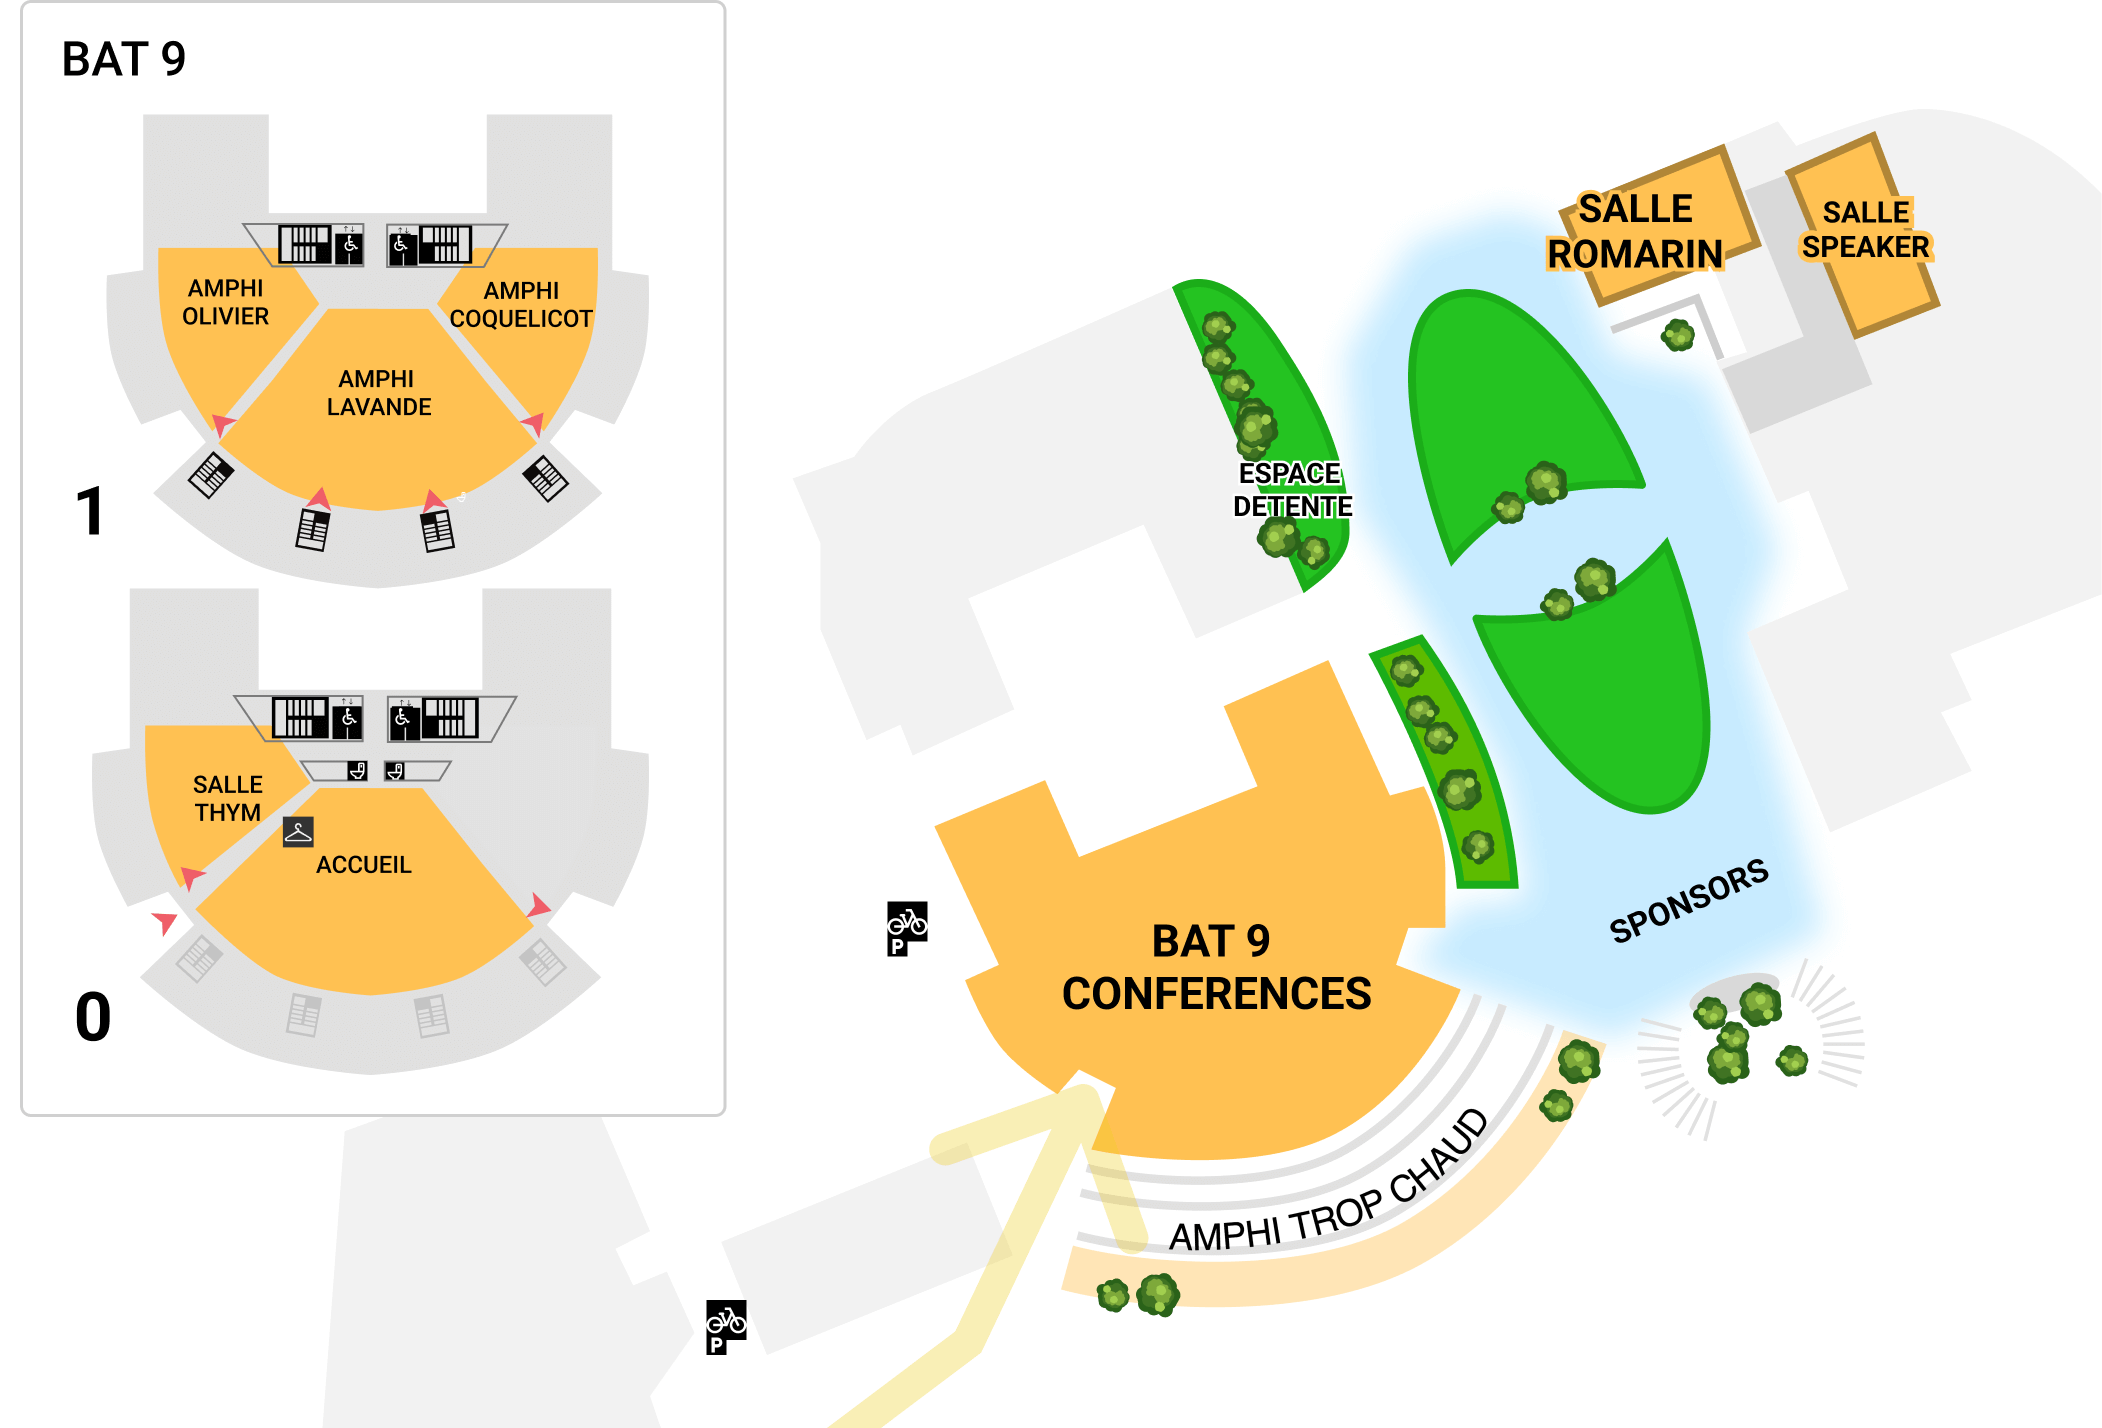 BAT 9
AMPHI
OLIVIER
AMPHI
COQUELICOT
AMPHI
LAVANDE
1
SALLE
THYM
ACCUEIL
0
SALLE
ROMARIN
SALLE
SPEAKER
ESPACE
DETENTE
SPONSORS
BAT 9
CONFERENCES
P
AMPHI TROP CHAUD
P